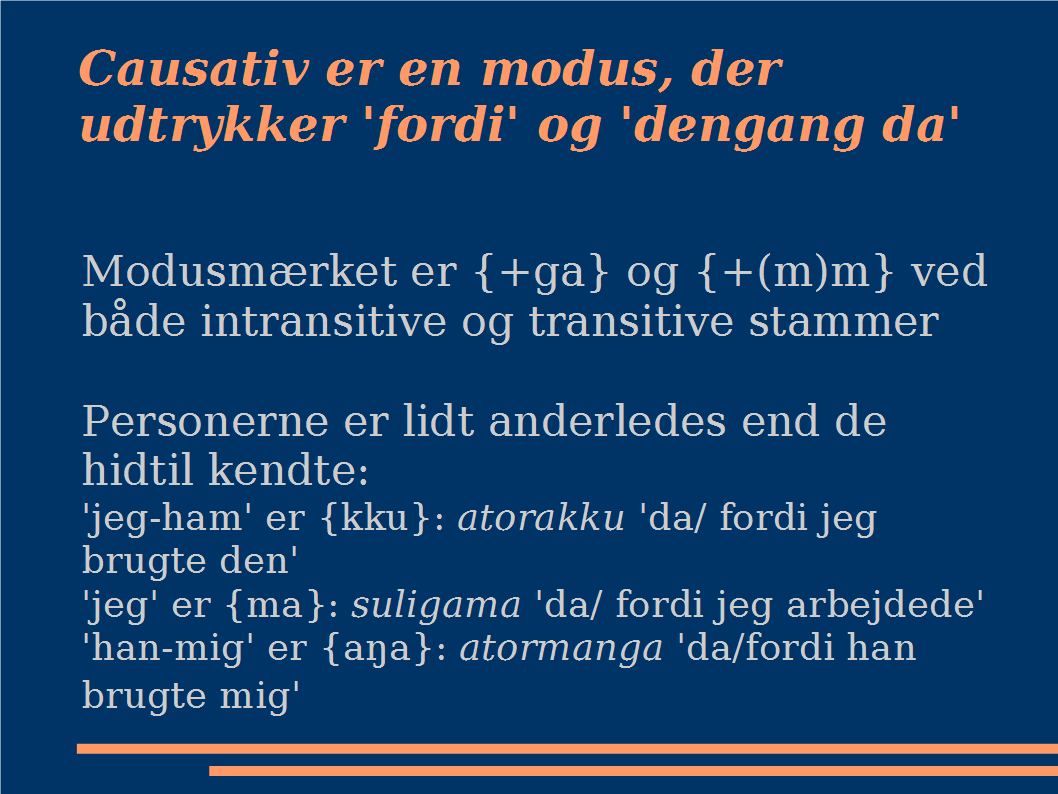 Causativ er en modus, der
udtrykker 'fordi' og 'dengang da'
Modusmærket er {+ga} og {+(m)m} ved
både intransitive og transitive stammer
Personerne er lidt anderledes end de
hidtil kendte:
'jeg-ham' er {kku}: atorakku 'da/ fordi jeg
brugte den'
'jeg' er {ma}: suligama 'da/ fordi jeg arbejdede'
'han-mig' er {aŋa}: atormanga 'da/fordi han
brugte mig'